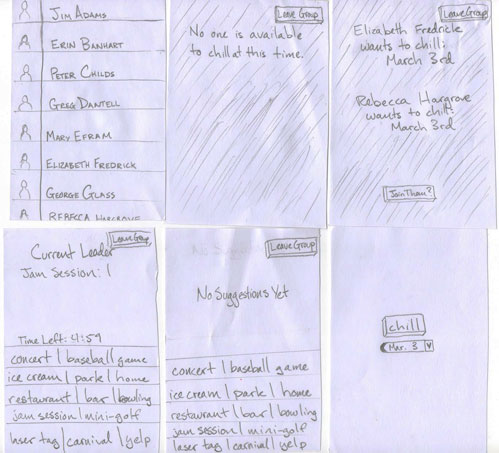 Jim Adams
Erin Banhart
Peter Childs
Greg Dantell
Mary Efram
Elizabeth Fredrick
George Glass
Rebecca Hargrove
Leave Group
No one is available
to chill at this time.
Leave Group
Elizabeth Fredrick
wants to chill:
March 3rd
Rebecca Hargrove
wants to chill:
March 3rd
Join Them?
Leave Group
Current Leader
Jam Session: 1
Time Left: 41:59
concert | baseball game
ice cream | park | home
restaurant | bar | bowling
jam session | mini-golf
laser tag | carnival | yelp
No Sugges
Leave Group
No Suggestions Yet
concert | baseball game
ice cream | park | home
restaurant | bar | bowling
jam session | mini-golf
laser tag | carnival | yelp
chill
Mar. 3